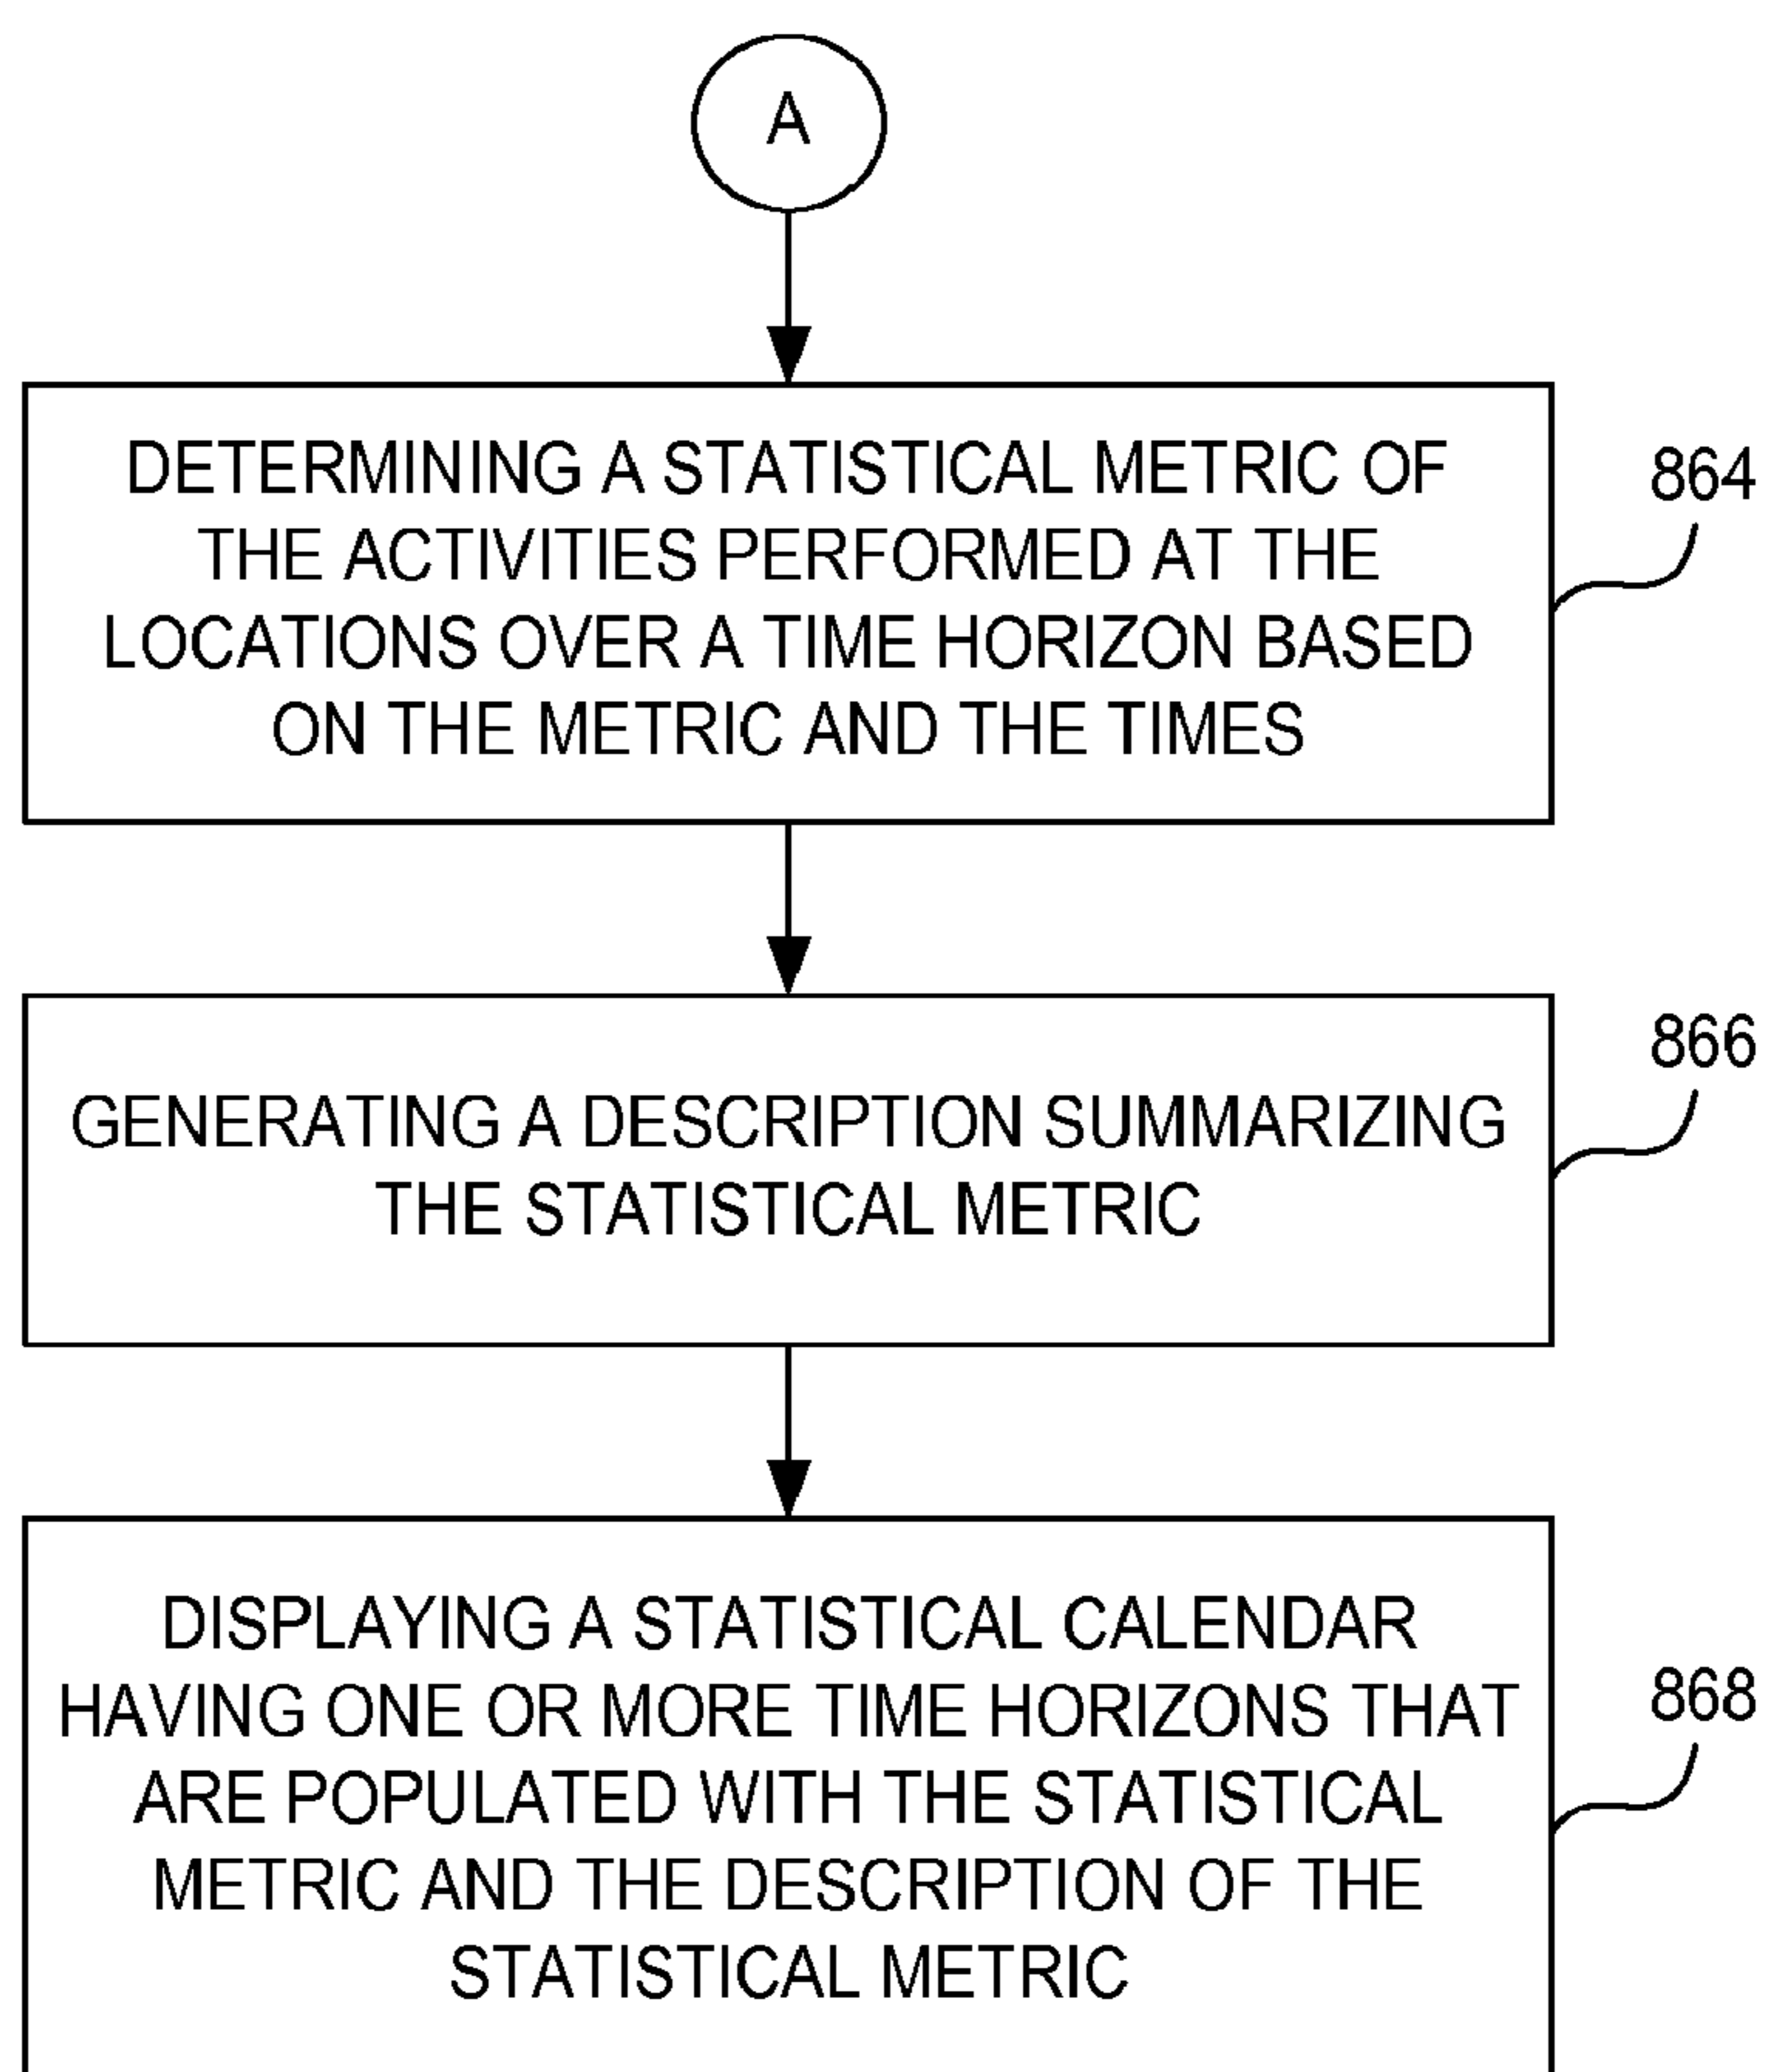 A
DETERMINING A STATISTICAL METRIC OF
THE ACTIVITIES PERFORMED AT THE
LOCATIONS OVER A TIME HORIZON BASED
ON THE METRIC AND THE TIMES
864
GENERATING A DESCRIPTION SUMMARIZING
THE STATISTICAL METRIC
866
DISPLAYING A STATISTICAL CALENDAR
HAVING ONE OR MORE TIME HORIZONS THAT
ARE POPULATED WITH THE STATISTICAL
METRIC AND THE DESCRIPTION OF THE
STATISTICAL METRIC
868